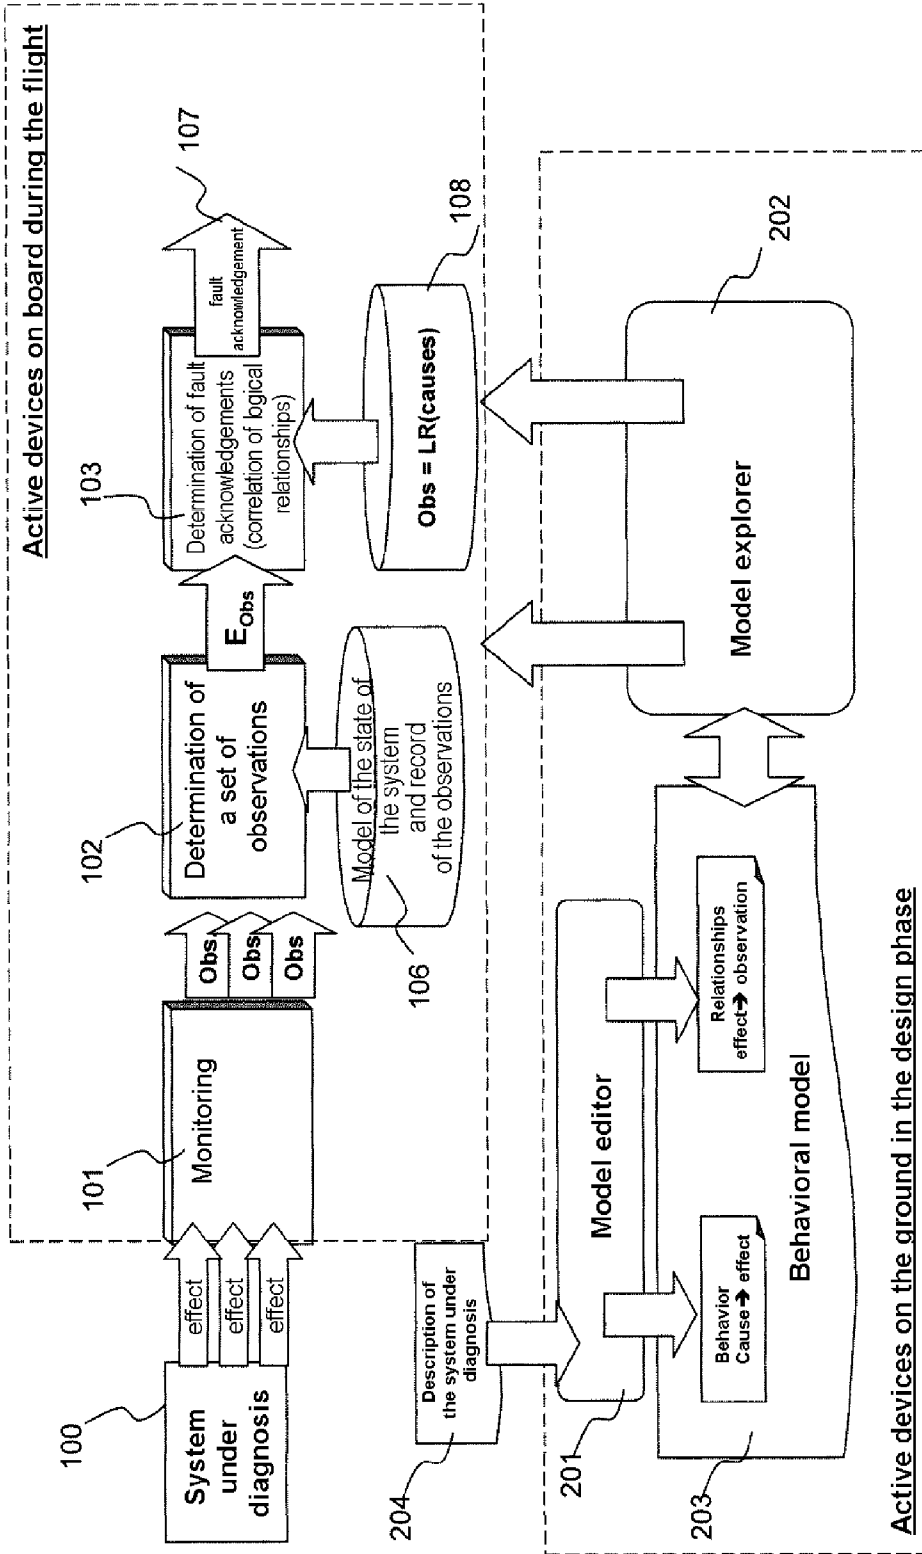 Active devices on board during the flight
100
System
under
diagnosis
effect
effect
effect
101
Monitoring
Obs
Obs
Obs
102
Determination of
a set of
observations
E_Obs
103
Determination of fault
acknowledgements
(correlation of logical
relationships)
fault
acknowledgement
107
106
Model of the state of
the system
and record
of the observations
Obs = LR(causes)
108
204
Description of
the system under
diagnosis
201
Model editor
203
Behavior
Cause➔ effect
Relationships
effect➔ observation
Behavioral model
Model explorer
202
Active devices on the ground in the design phase